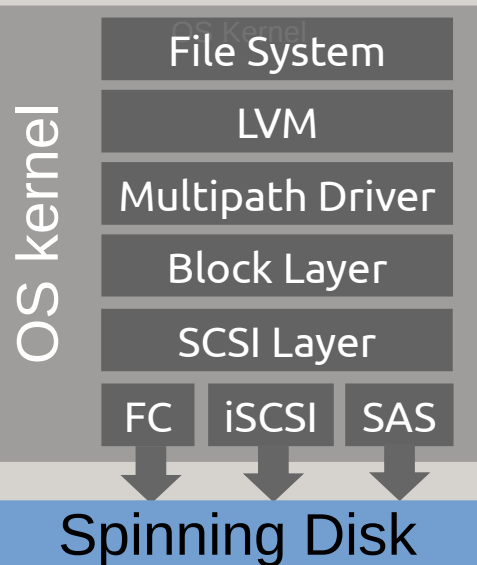 OS Kernel
File System
LVM
Multipath Driver
Block Layer
SCSI Layer
FC iSCSI SAS
OS kernel
Spinning Disk